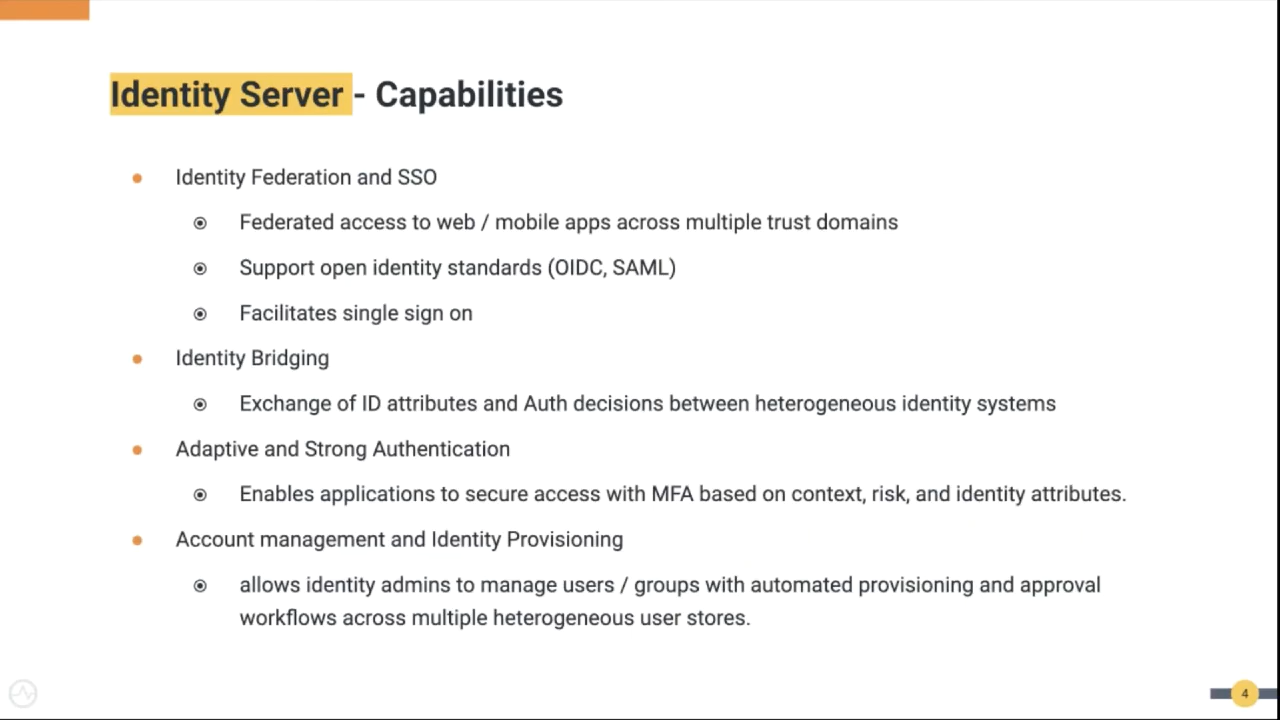 Identity Server - Capabilities
Identity Federation and SSO
Federated access to web / mobile apps across multiple trust domains
Support open identity standards (OIDC, SAML)
Facilitates single sign on
Identity Bridging
Exchange of ID attributes and Auth decisions between heterogeneous identity systems
Adaptive and Strong Authentication
Enables applications to secure access with MFA based on context, risk, and identity attributes.
Account management and Identity Provisioning
allows identity admins to manage users / groups with automated provisioning and approval
workflows across multiple heterogeneous user stores.
4